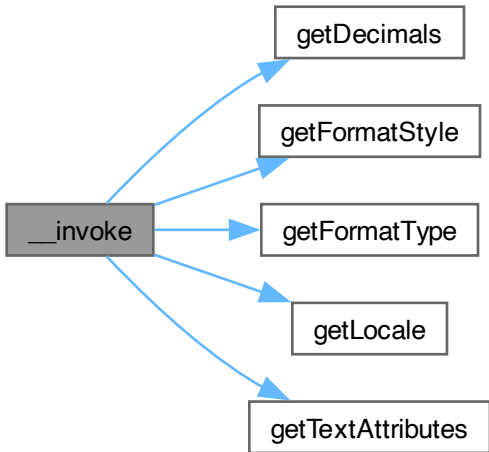 getDecimals
getFormatStyle
__invoke
getFormatType
getLocale
getTextAttributes